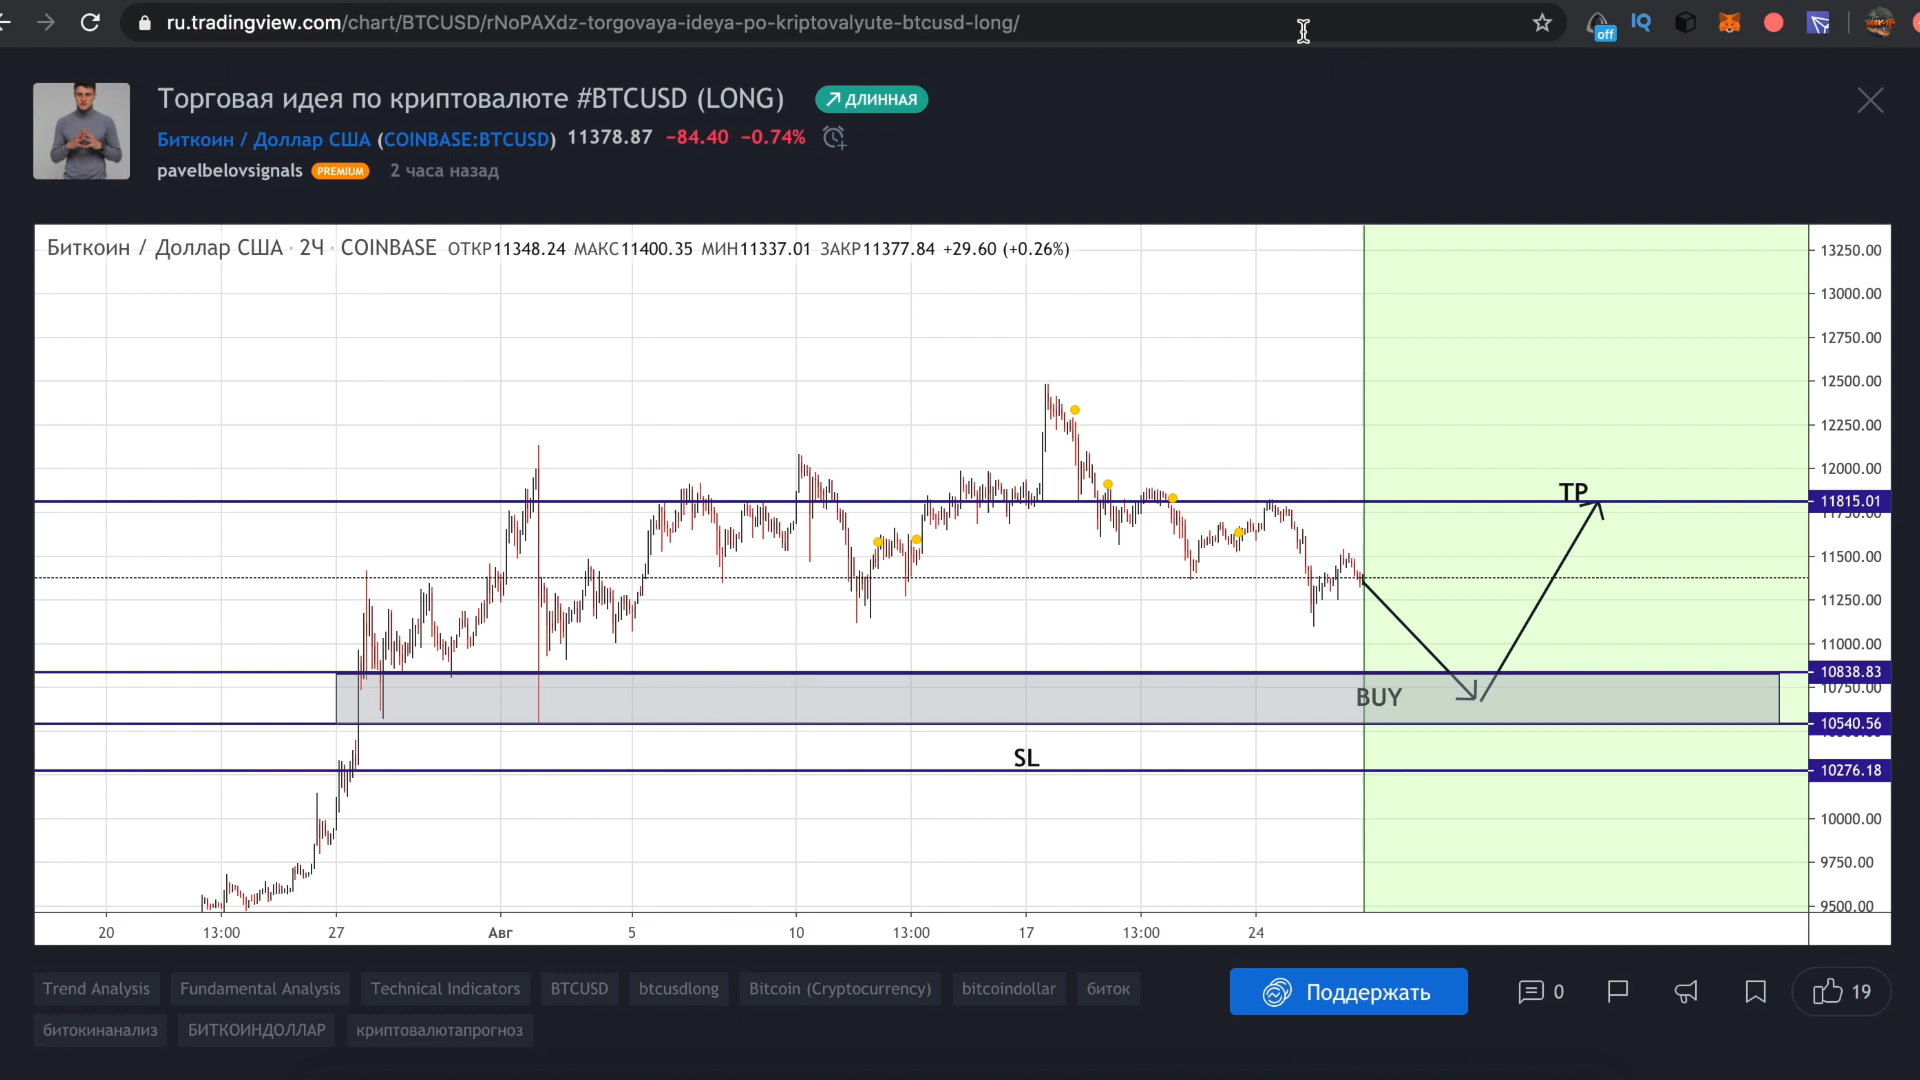 ru.tradingview.com/chart/BTCUSD/rNoPAXdz-torgovaya-ideya-po-kriptovalyute-btcusd-long/
off
IQ
Торговая идея по криптовалюте #BTCUSD (LONG) ДЛИННАЯ
Биткоин / Доллар США (COINBASE:BTCUSD) 11378.87 −84.40 −0.74%
pavelbelovsignals PREMIUM 2 часа назад
Биткоин / Доллар США · 2Ч · COINBASE ОТКР11348.24 МАКС11400.35 МИН11337.01 ЗАКР11377.84 +29.60 (+0.26%)
13250.00
13000.00
12750.00
12500.00
12250.00
12000.00
TP
11815.01
11750.00
11500.00
11250.00
11000.00
10838.83
BUY
10750.00
10540.56
SL
10276.18
10000.00
9750.00
9500.00
20 13:00 27 Авг 5 10 13:00 17 13:00 24
Trend Analysis Fundamental Analysis Technical Indicators BTCUSD btcusdlong Bitcoin (Cryptocurrency) bitcoindollar биток
Поддержать 0 19
битокинанализ БИТКОИНДОЛЛАР криптовалютапрогноз